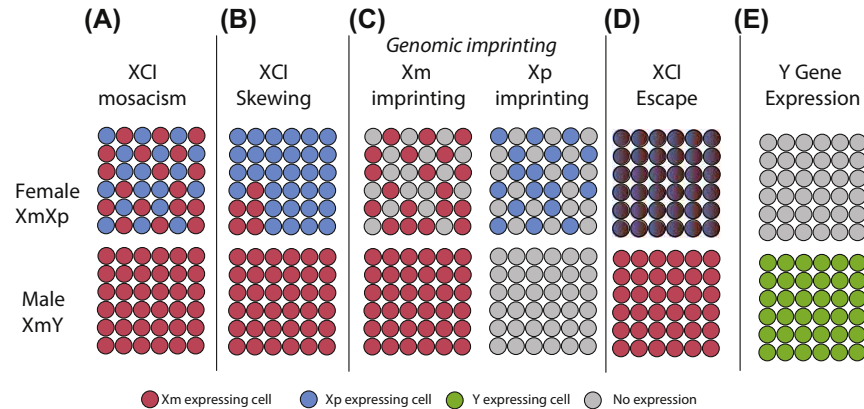 (A) (B) (C) (D) (E)
Genomic imprinting
XCI mosacism
XCI Skewing
Xm imprinting
Xp imprinting
XCI Escape
Y Gene Expression
Female XmXp
Male XmY
Xm expressing cell Xp expressing cell Y expressing cell No expression